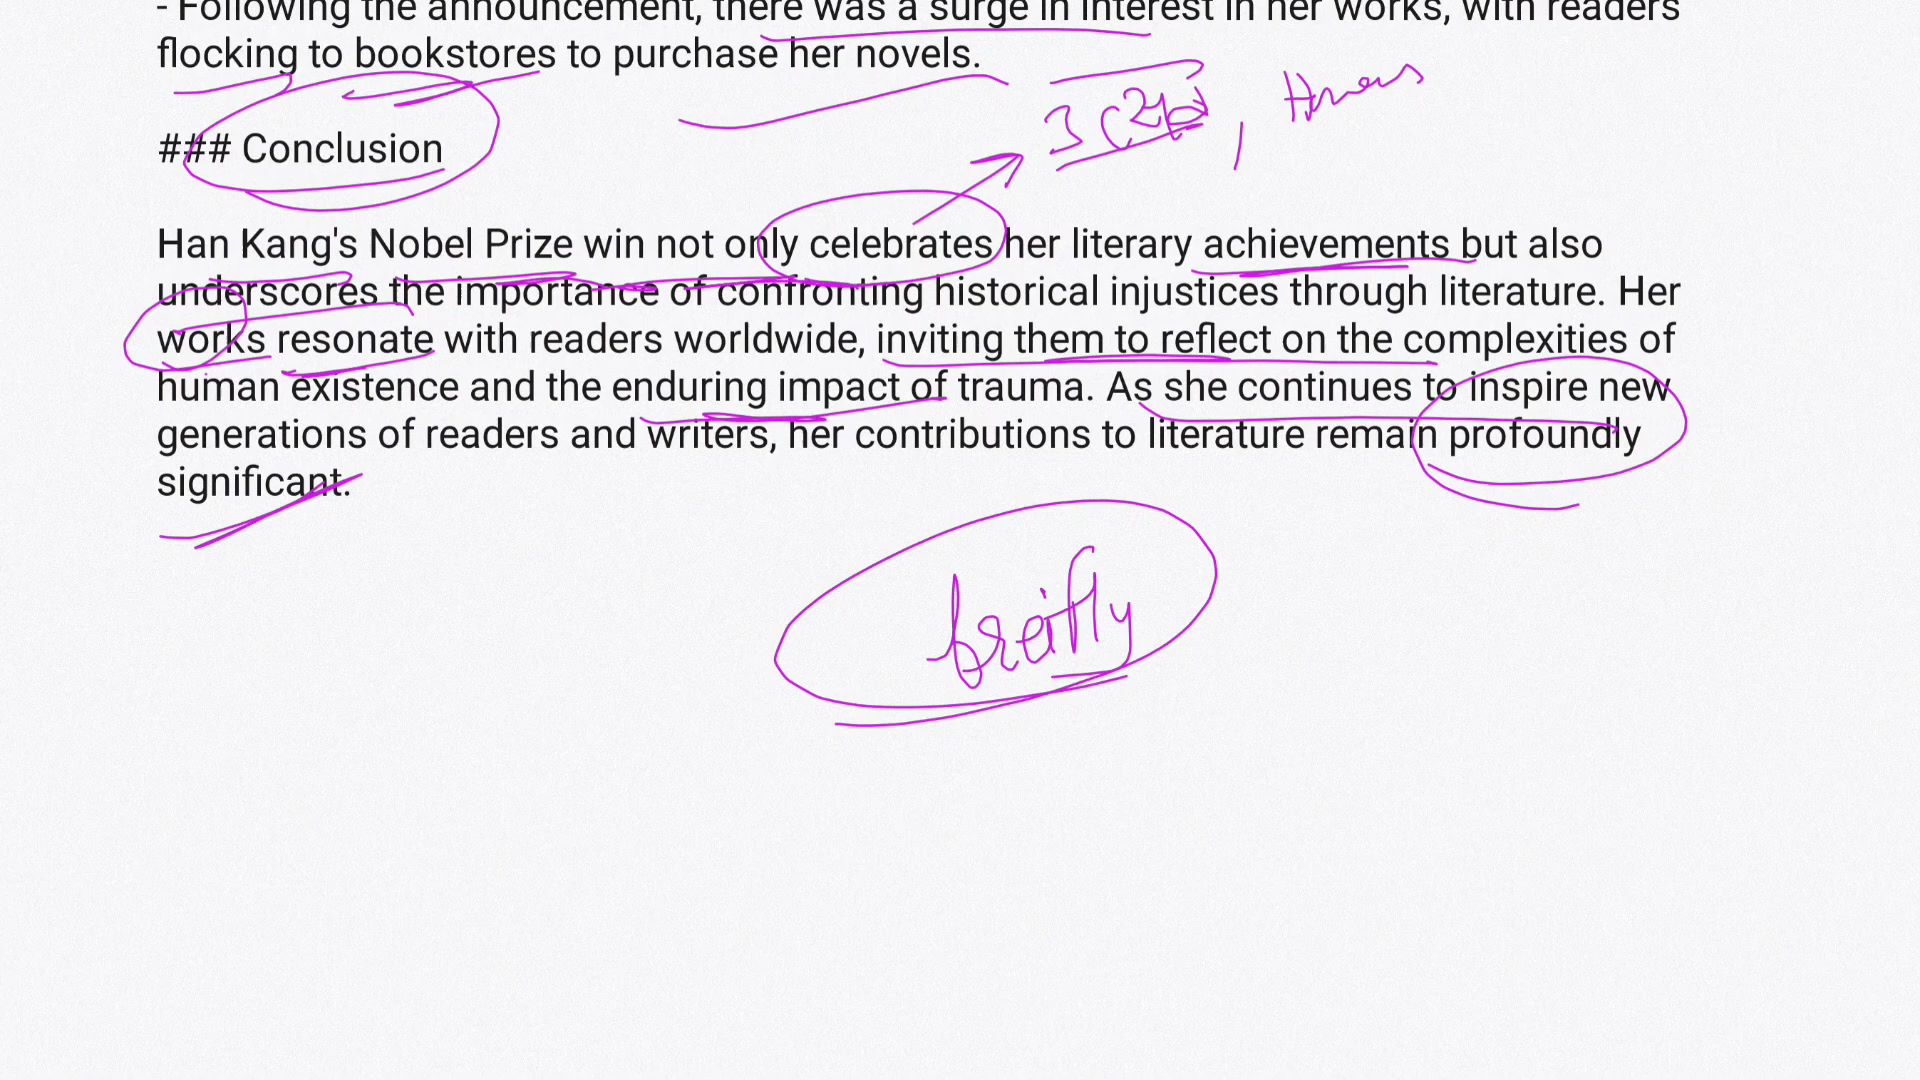 - Following the announcement, there was a surge in interest in her works, with readers
flocking to bookstores to purchase her novels.
### Conclusion
Han Kang's Nobel Prize win not only celebrates her literary achievements but also
underscores the importance of confronting historical injustices through literature. Her
works resonate with readers worldwide, inviting them to reflect on the complexities of
human existence and the enduring impact of trauma. As she continues to inspire new
generations of readers and writers, her contributions to literature remain profoundly
significant.
breifly